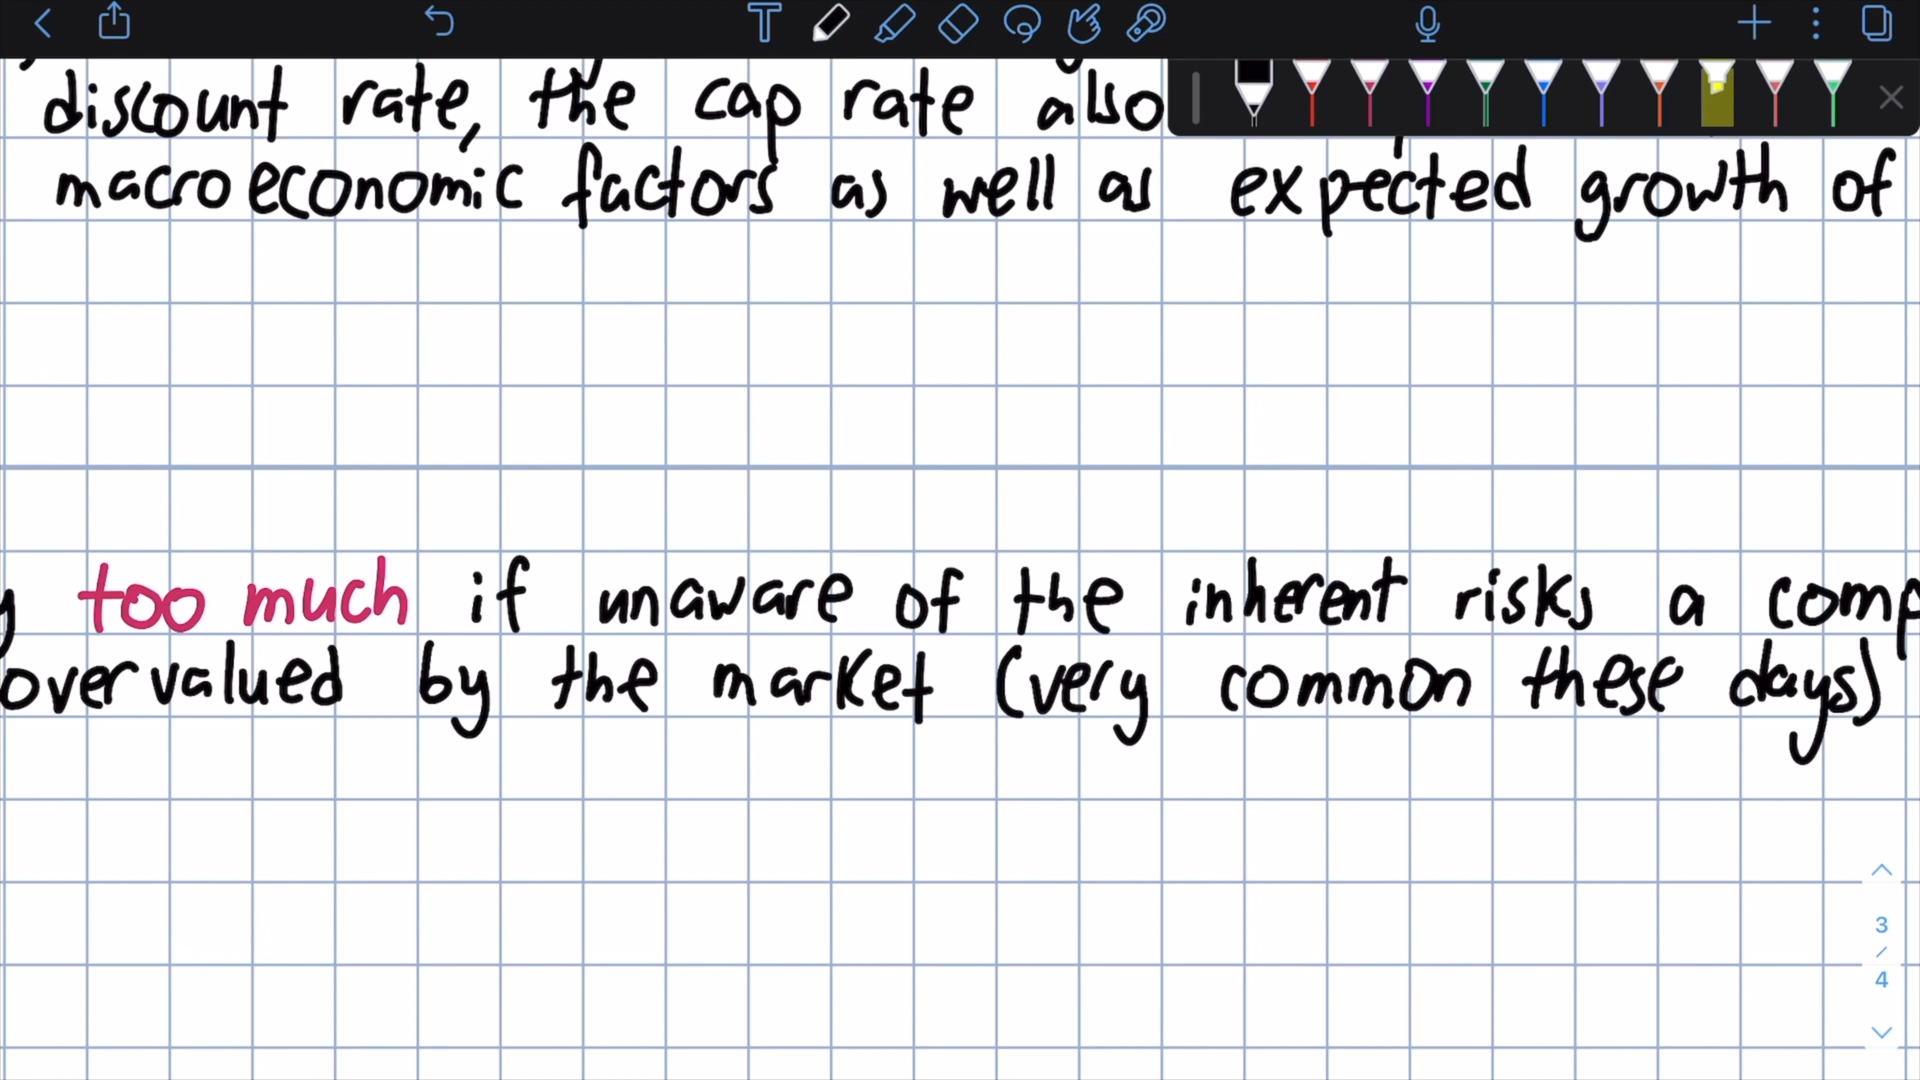 discount rate, the cap rate also
macroeconomic factors as well as expected growth of
too much if unaware of the inherent risks a
overvalued by the market (very common these days)
3
/
4